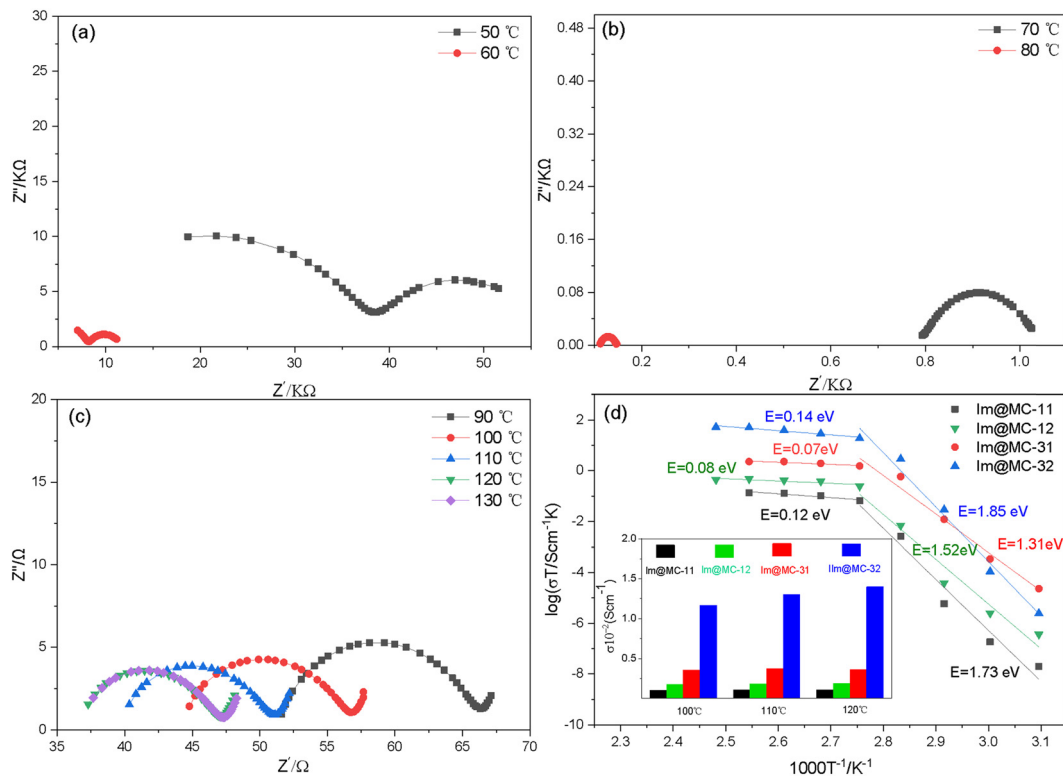 (a)
50 ℃
60 ℃
30
25
20
15
10
5
0
Z''/KΩ
10
20
30
40
50
Z'/KΩ
(b)
70 ℃
80 ℃
0.48
0.40
0.32
0.24
0.16
0.08
0.00
Z''/KΩ
0.2
0.4
0.6
0.8
1.0
Z'/KΩ
(c)
90 ℃
100 ℃
110 ℃
120 ℃
130 ℃
20
15
10
5
0
Z''/Ω
35
40
45
50
55
60
65
70
75
Z'/Ω
(d)
Im@MC-11
Im@MC-12
Im@MC-31
Im@MC-32
E=0.14 eV
E=0.07eV
E=0.08 eV
E=0.12 eV
E=1.85 eV
E=1.31eV
E=1.52eV
E=1.73 eV
2
0
-2
-4
-6
-8
-10
log(σT/Scm⁻¹K)
2.3
2.4
2.5
2.6
2.7
2.8
2.9
3.0
3.1
1000T⁻¹/K⁻¹
2.0
1.5
1.0
0.5
σ10⁻²(Scm⁻¹)
Im@MC-11
Im@MC-12
Im@MC-31
IIm@MC-32
100℃
110℃
120℃